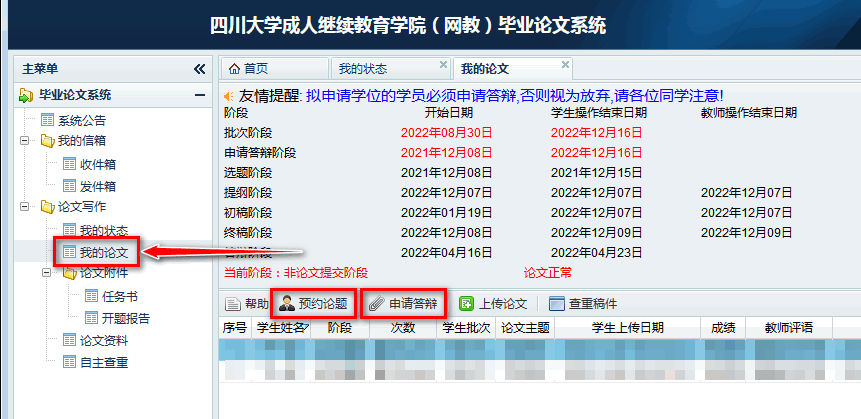 四川大学成人继续教育学院（网教）毕业论文系统
主菜单
毕业论文系统
系统公告
我的信箱
收件箱
发件箱
论文写作
我的状态
我的论文
论文附件
任务书
开题报告
论文资料
自主查重
首页 我的状态 我的论文
友情提醒: 拟申请学位的学员必须申请答辩,否则视为放弃,请各位同学注意!
阶段 开始日期 学生操作结束日期 教师操作结束日期
批次阶段 2022年08月30日 2022年12月16日
申请答辩阶段 2021年12月08日 2022年12月16日
选题阶段 2021年12月08日 2021年12月15日
提纲阶段 2022年12月07日 2022年12月07日 2022年12月07日
初稿阶段 2022年01月19日 2022年12月07日 2022年12月07日
终稿阶段 2022年12月08日 2022年12月09日 2022年12月09日
阶段 2022年04月16日 2022年04月23日
当前阶段：非论文提交阶段 论文正常
帮助 预约论题 申请答辩 上传论文 查重稿件
序号 学生姓名 阶段 次数 学生批次 论文主题 学生上传日期 成绩 教师评语